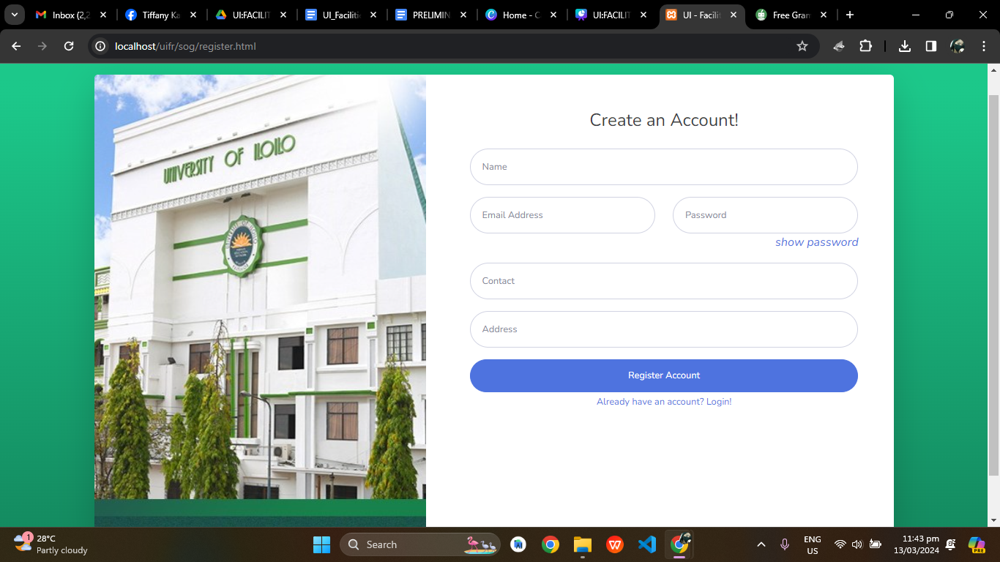 Inbox (2,2
Tiffany Ka
UI:FACILIT
UI_Faciliti
PRELIMIN
Home - C
UI:FACILIT
UI - Facilit
Free Gran
localhost/uifr/sog/register.html
UNIVERSITY OF ILOILO
Create an Account!
Name
Email Address
Password
show password
Contact
Address
Register Account
Already have an account? Login!
1
28°C
Partly cloudy
Search
ENG
US
11:43 pm
13/03/2024
PRE